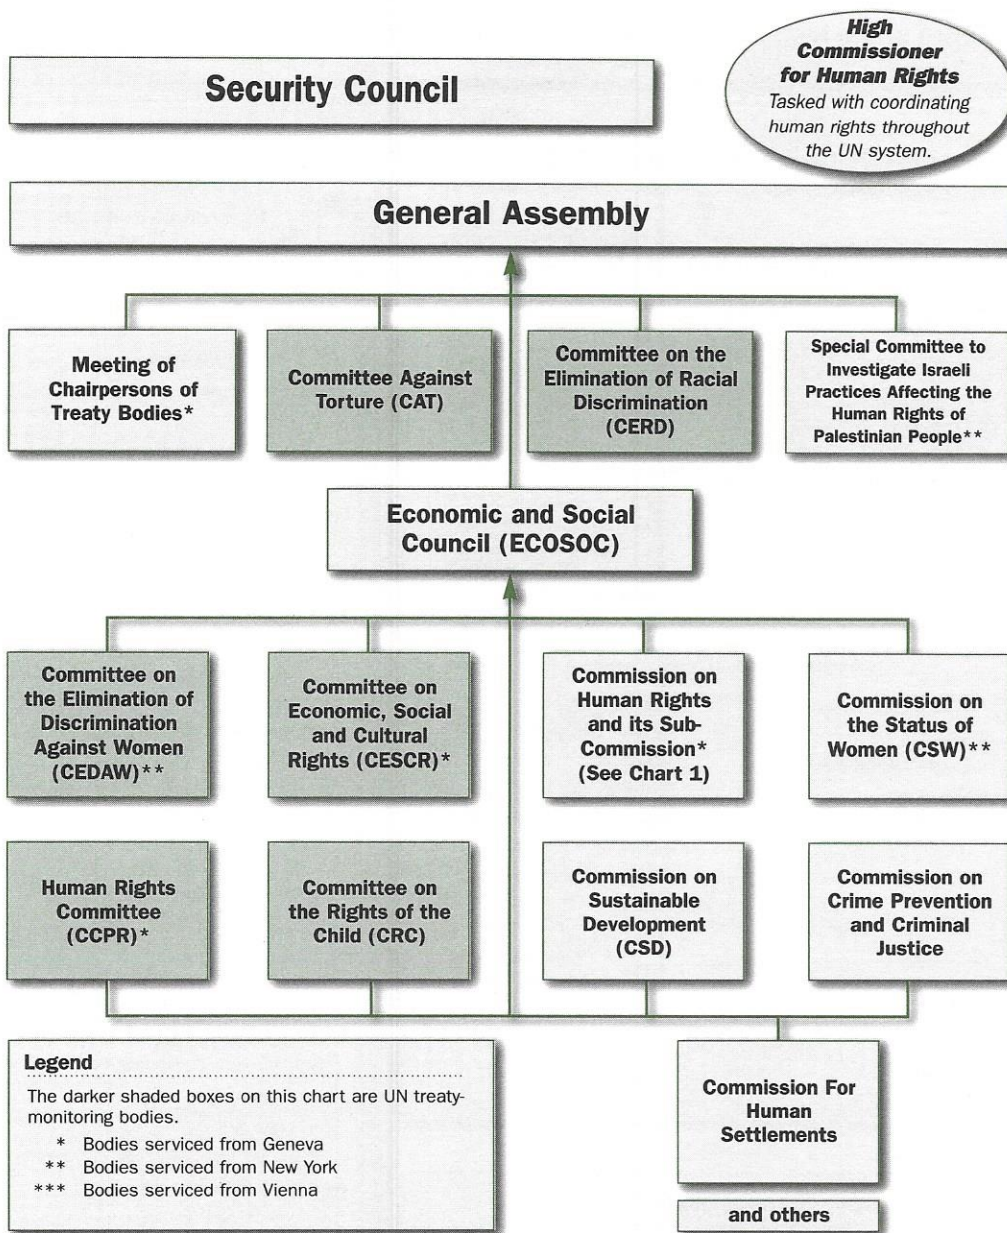 High
Commissioner
for Human Rights
Tasked with coordinating
human rights throughout
the UN system.
Security Council
General Assembly
Meeting of
Chairpersons of
Treaty Bodies*
Committee Against
Torture (CAT)
Committee on the
Elimination of Racial
Discrimination
(CERD)
Special Committee to
Investigate Israeli
Practices Affecting the
Human Rights of
Palestinian People**
Economic and Social
Council (ECOSOC)
Committee on
the Elimination of
Discrimination
Against Women
(CEDAW)**
Committee on
Economic, Social
and Cultural
Rights (CESCR)*
Commission on
Human Rights
and its Sub-
Commission*
(See Chart 1)
Commission on
the Status of
Women (CSW)**
Human Rights
Committee
(CCPR)*
Committee on
the Rights of the
Child (CRC)
Commission on
Sustainable
Development
(CSD)
Commission on
Crime Prevention
and Criminal
Justice
Legend
The darker shaded boxes on this chart are UN treaty-
monitoring bodies.
* Bodies serviced from Geneva
** Bodies serviced from New York
*** Bodies serviced from Vienna
Commission For
Human
Settlements
and others